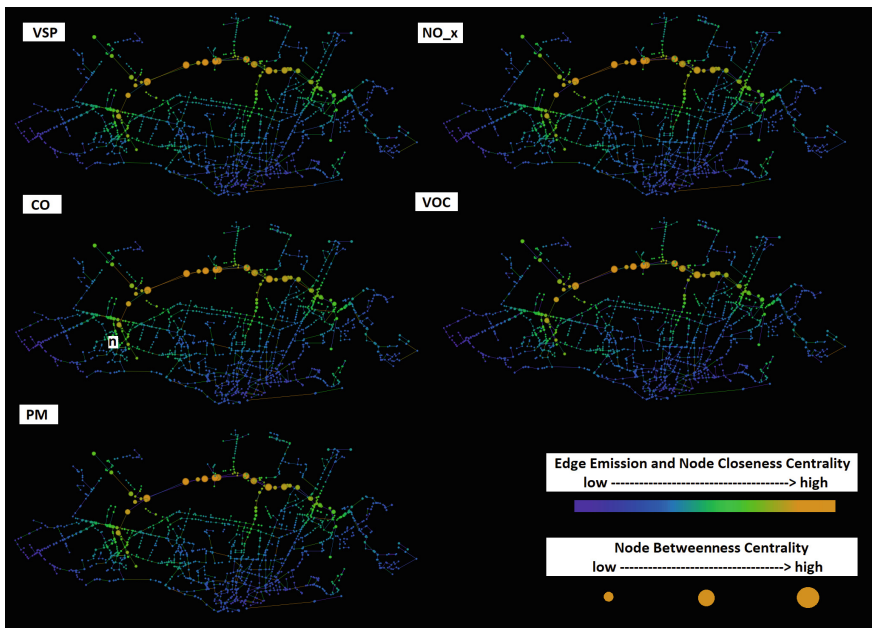 VSP
NO_x
CO
VOC
n
PM
Edge Emission and Node Closeness Centrality
low ------------------------------------> high
Node Betweenness Centrality
low ---------------------------------> high